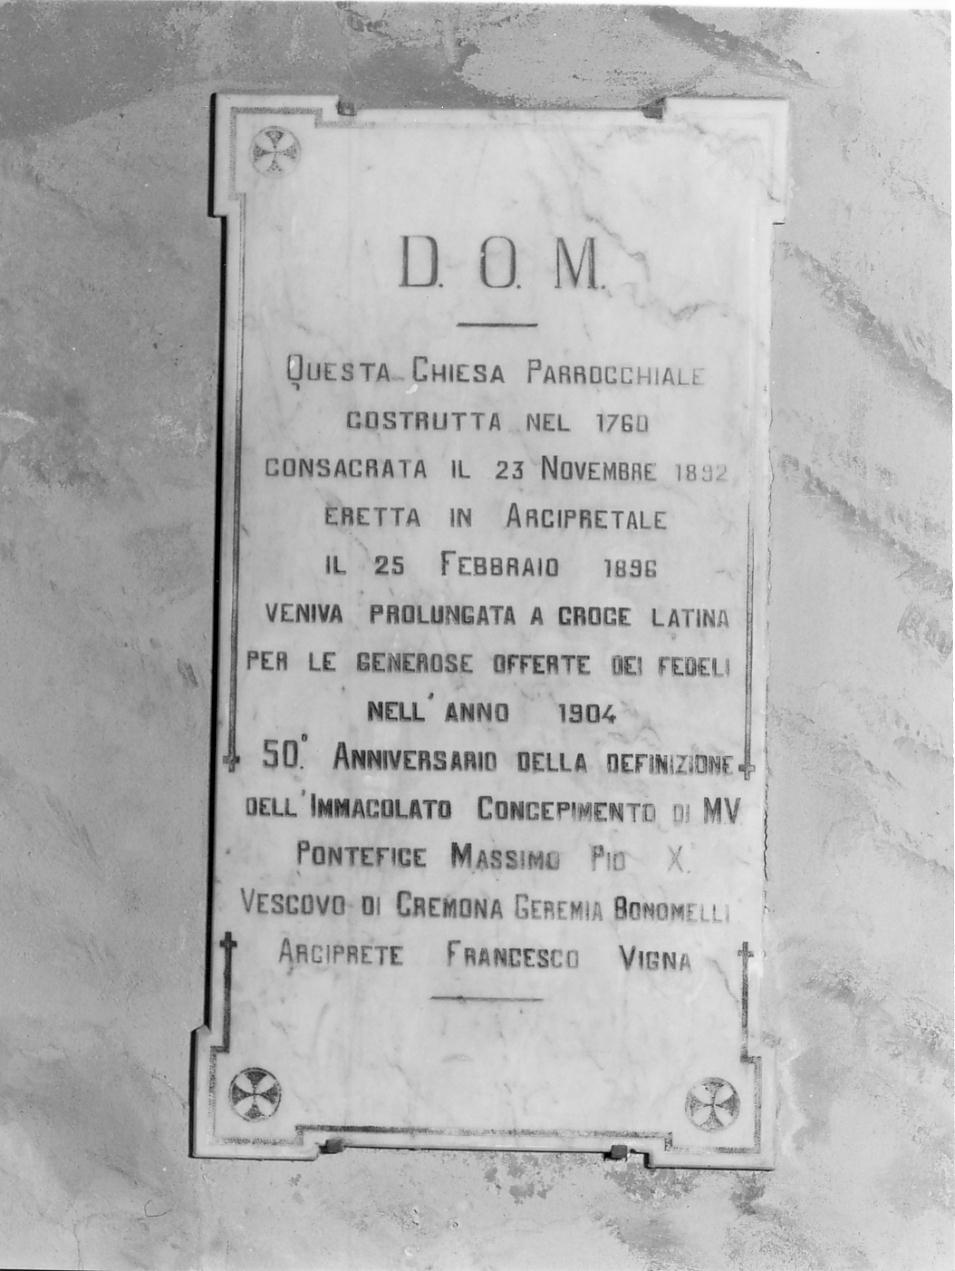 D. O. M.
QUESTA CHIESA PARROCCHIALE
COSTRUTTA NEL 1760
CONSACRATA IL 23 NOVEMBRE 1892
ERETTA IN ARCIPRETALE
IL 25 FEBBRAIO 1896
VENIVA PROLUNGATA A CROCE LATINA
PER LE GENEROSE OFFERTE DEI FEDELI
NELL'ANNO 1904
50.° ANNIVERSARIO DELLA DEFINIZIONE
DELL'IMMACOLATO CONCEPIMENTO DI MV
PONTEFICE MASSIMO PIO X.
VESCOVO DI CREMONA GEREMIA BONOMELLI
ARCIPRETE FRANCESCO VIGNA